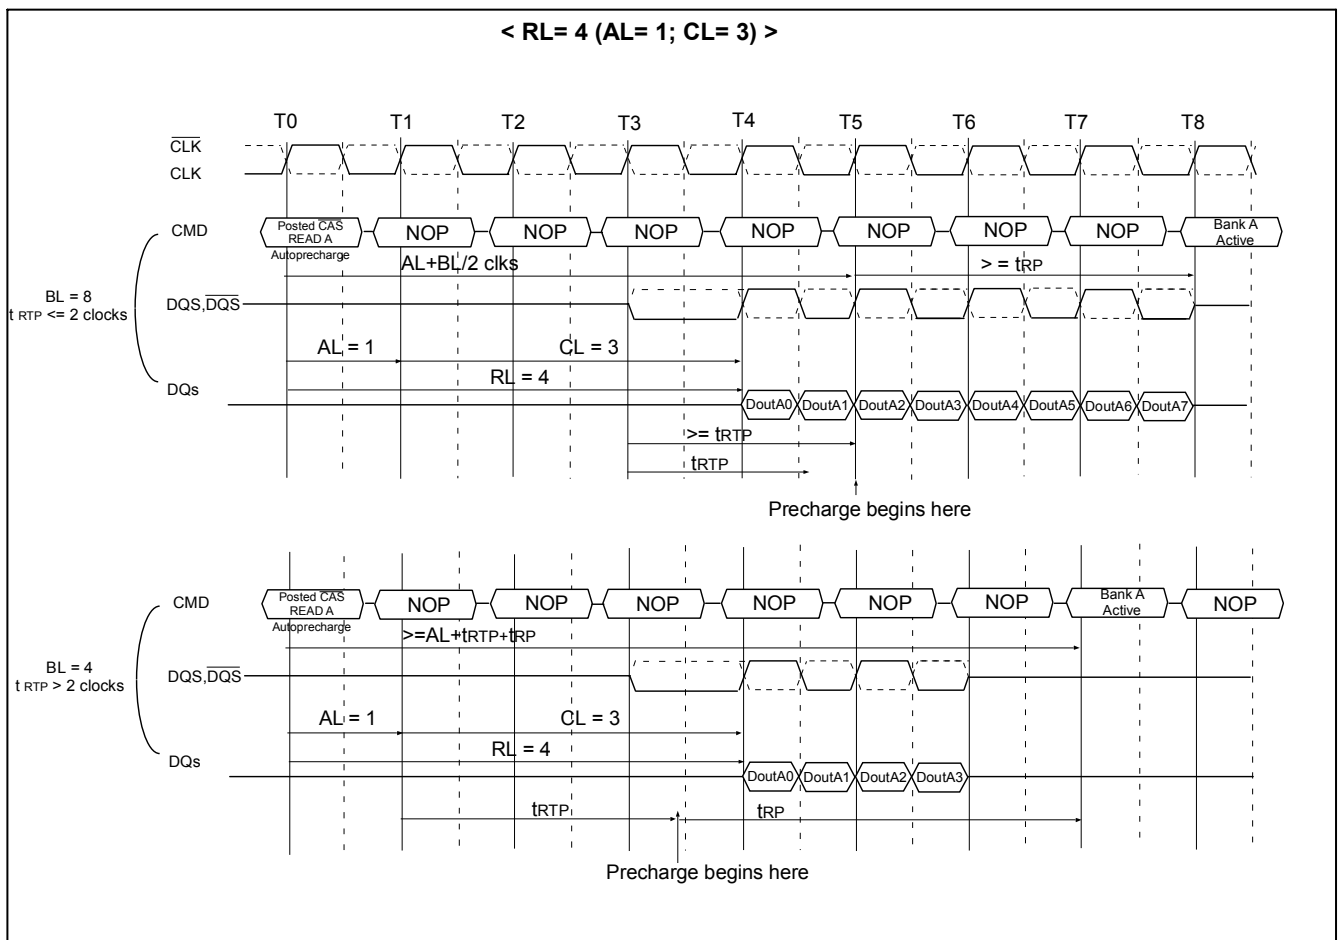 < RL= 4 (AL= 1; CL= 3) >
T0 T1 T2 T3 T4 T5 T6 T7 T8
CLK
CLK
CMD
Posted CAS
READ A
Autoprecharge
NOP NOP NOP NOP NOP NOP NOP
Bank A
Active
AL+BL/2 clks
> = tRP
BL = 8
t RTP <= 2 clocks
DQS,DQS
AL = 1
CL = 3
RL = 4
DQs
DoutA0 DoutA1 DoutA2 DoutA3 DoutA4 DoutA5 DoutA6 DoutA7
>= tRTP
tRTP
Precharge begins here
CMD
Posted CAS
READ A
Autoprecharge
NOP NOP NOP NOP NOP NOP
Bank A
Active
NOP
>=AL+tRTP+tRP
BL = 4
t RTP > 2 clocks
DQS,DQS
AL = 1
CL = 3
RL = 4
DQs
DoutA0 DoutA1 DoutA2 DoutA3
tRTP
tRP
Precharge begins here